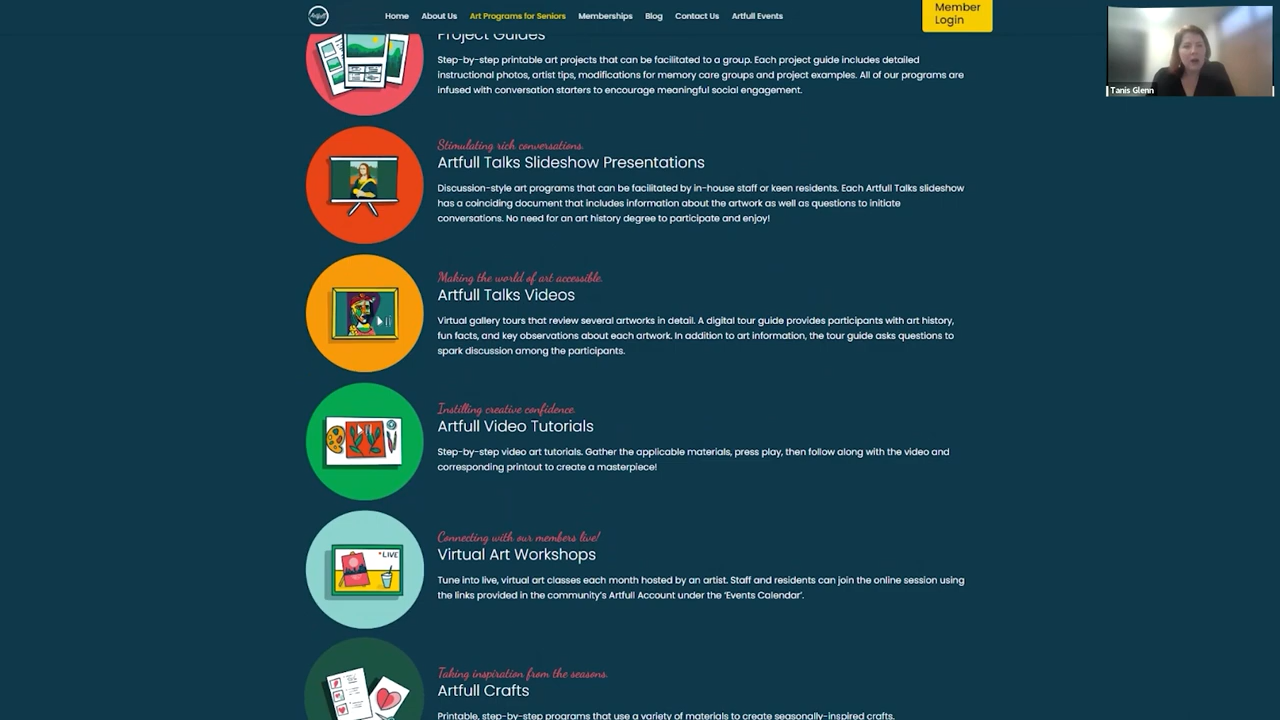 Artfull
Home About Us Art Programs for Seniors Memberships Blog Contact Us Artfull Events
Member
Login
Tanis Glenn
Project Guides
Step-by-step printable art projects that can be facilitated to a group. Each project guide includes detailed
instructional photos, artist tips, modifications for memory care groups and project examples. All of our programs are
infused with conversation starters to encourage meaningful social engagement.
Stimulating rich conversations.
Artfull Talks Slideshow Presentations
Discussion-style art programs that can be facilitated by in-house staff or keen residents. Each Artfull Talks slideshow
has a coinciding document that includes information about the artwork as well as questions to initiate
conversations. No need for an art history degree to participate and enjoy!
Making the world of art accessible.
Artfull Talks Videos
Virtual gallery tours that review several artworks in detail. A digital tour guide provides participants with art history,
fun facts, and key observations about each artwork. In addition to art information, the tour guide asks questions to
spark discussion among the participants.
Instilling creative confidence.
Artfull Video Tutorials
Step-by-step video art tutorials. Gather the applicable materials, press play, then follow along with the video and
corresponding printout to create a masterpiece!
Connecting with our members live!
Virtual Art Workshops
Tune into live, virtual art classes each month hosted by an artist. Staff and residents can join the online session using
the links provided in the community's Artfull Account under the 'Events Calendar'.
*LIVE
Taking inspiration from the seasons.
Artfull Crafts
Printable, step-by-step programs that use a variety of materials to create seasonally-inspired crafts.